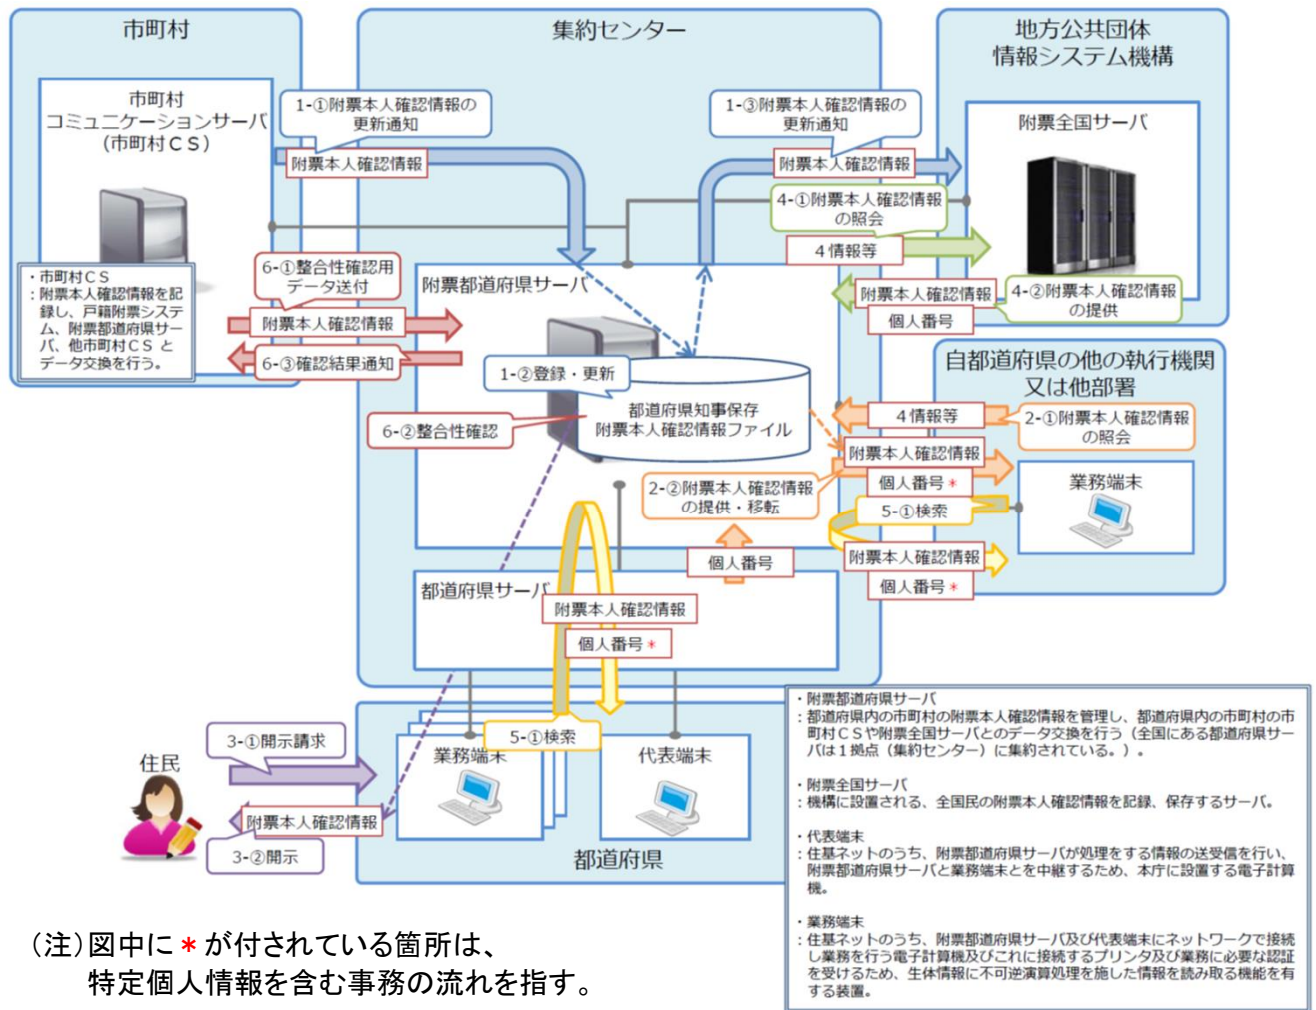 市町村
集約センター
地方公共団体
情報システム機構
市町村
コミュニケーションサーバ
(市町村ＣＳ)
1-①附票本人確認情報の
更新通知
附票本人確認情報
1-③附票本人確認情報の
更新通知
附票本人確認情報
附票全国サーバ
4-①附票本人確認情報
の照会
４情報等
附票本人確認情報
個人番号
4-②附票本人確認情報
の提供
・市町村ＣＳ
：附票本人確認情報を記
録し、戸籍附票システ
ム、附票都道府県サー
バ、他市町村ＣＳ と
データ交換を行う。
6-①整合性確認用
データ送付
附票本人確認情報
6-③確認結果通知
附票都道府県サーバ
1-②登録・更新
都道府県知事保存
附票本人確認情報ファイル
6-②整合性確認
自都道府県の他の執行機関
又は他部署
４情報等
2-①附票本人確認情報
の照会
附票本人確認情報
個人番号＊
2-②附票本人確認情報
の提供・移転
業務端末
5-①検索
附票本人確認情報
個人番号＊
個人番号
都道府県サーバ
附票本人確認情報
個人番号＊
5-①検索
業務端末
代表端末
都道府県
住民
3-①開示請求
附票本人確認情報
3-②開示
・附票都道府県サーバ
：都道府県内の市町村の附票本人確認情報を管理し、都道府県内の市町村の市
町村ＣＳや附票全国サーバとのデータ交換を行う（全国にある都道府県サー
バは１拠点（集約センター）に集約されている。）。
・附票全国サーバ
：機構に設置される、全国民の附票本人確認情報を記録、保存するサーバ。
・代表端末
：住基ネットのうち、附票都道府県サーバが処理をする情報の送受信を行い、
附票都道府県サーバと業務端末とを中継するため、本庁に設置する電子計算
機。
・業務端末
：住基ネットのうち、附票都道府県サーバ及び代表端末にネットワークで接続
し業務を行う電子計算機及びこれに接続するプリンタ及び業務に必要な認証
を受けるため、生体情報に不可逆演算処理を施した情報を読み取る機能を有
する装置。
（注）図中に＊が付されている箇所は、
特定個人情報を含む事務の流れを指す。